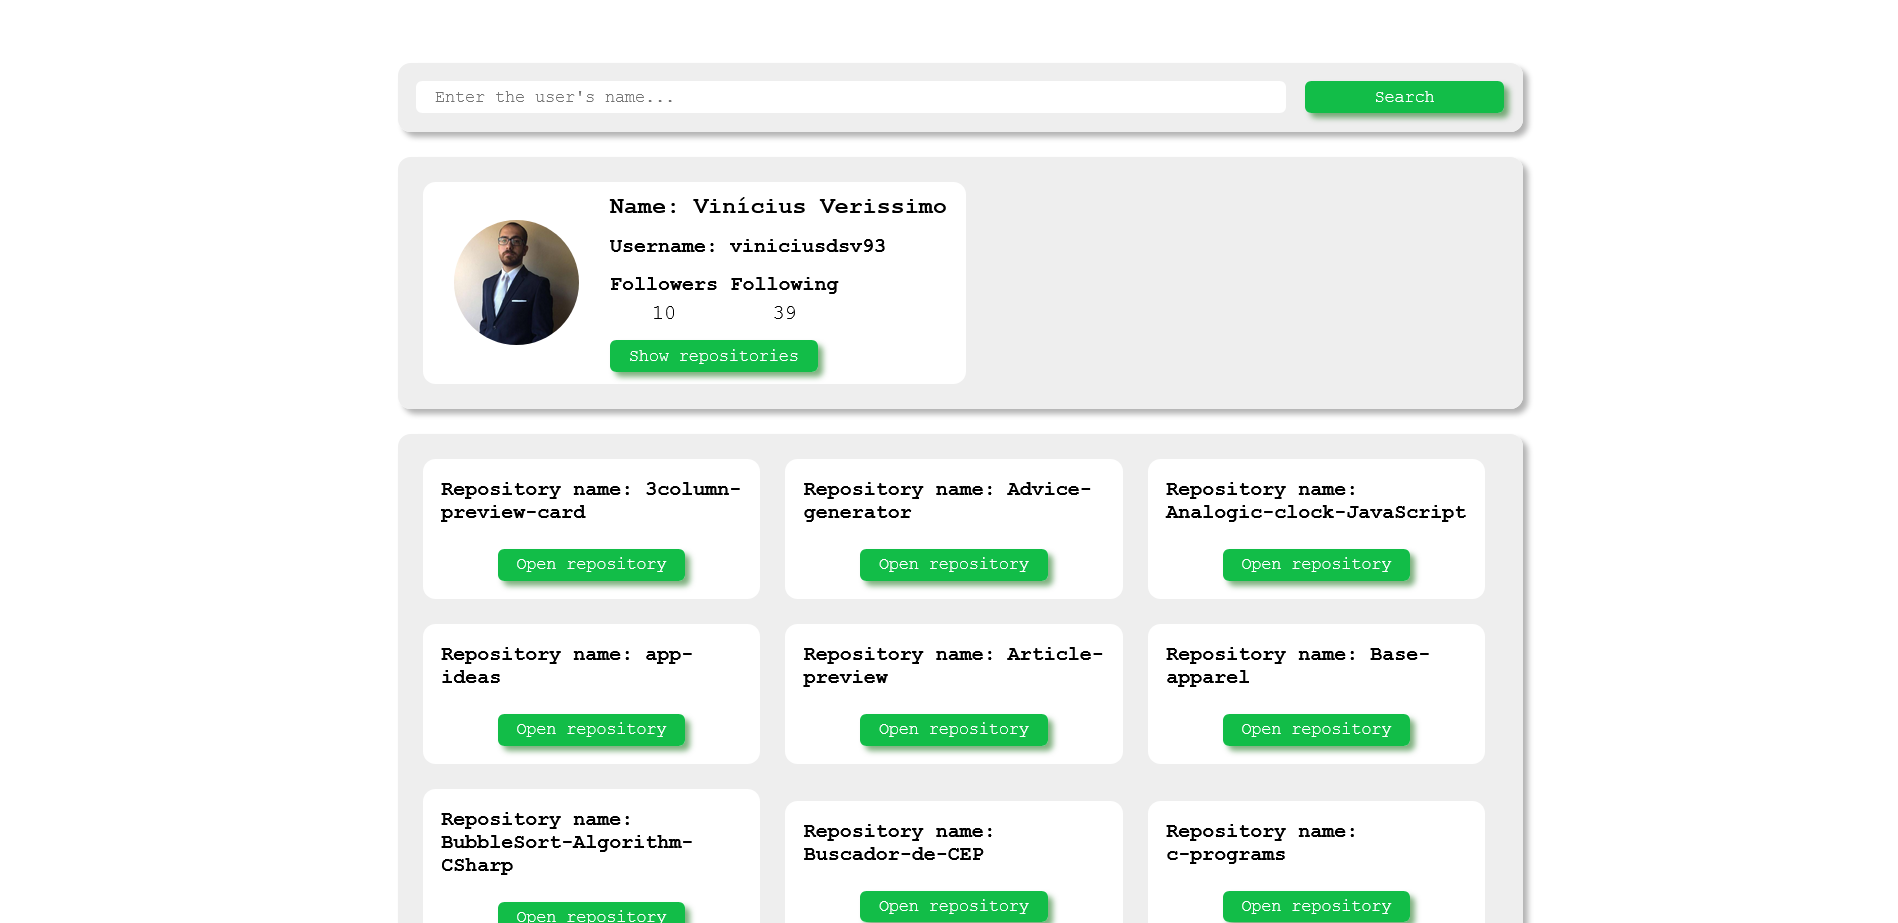 Enter the user's name...
Search
Name: Vinícius Verissimo
Username: viniciusdsv93
Followers Following
10 39
Show repositories
Repository name: 3column-
preview-card
Open repository
Repository name: Advice-
generator
Open repository
Repository name:
Analogic-clock-JavaScript
Open repository
Repository name: app-
ideas
Open repository
Repository name: Article-
preview
Open repository
Repository name: Base-
apparel
Open repository
Repository name:
BubbleSort-Algorithm-
CSharp
Open repository
Repository name:
Buscador-de-CEP
Open repository
Repository name:
c-programs
Open repository